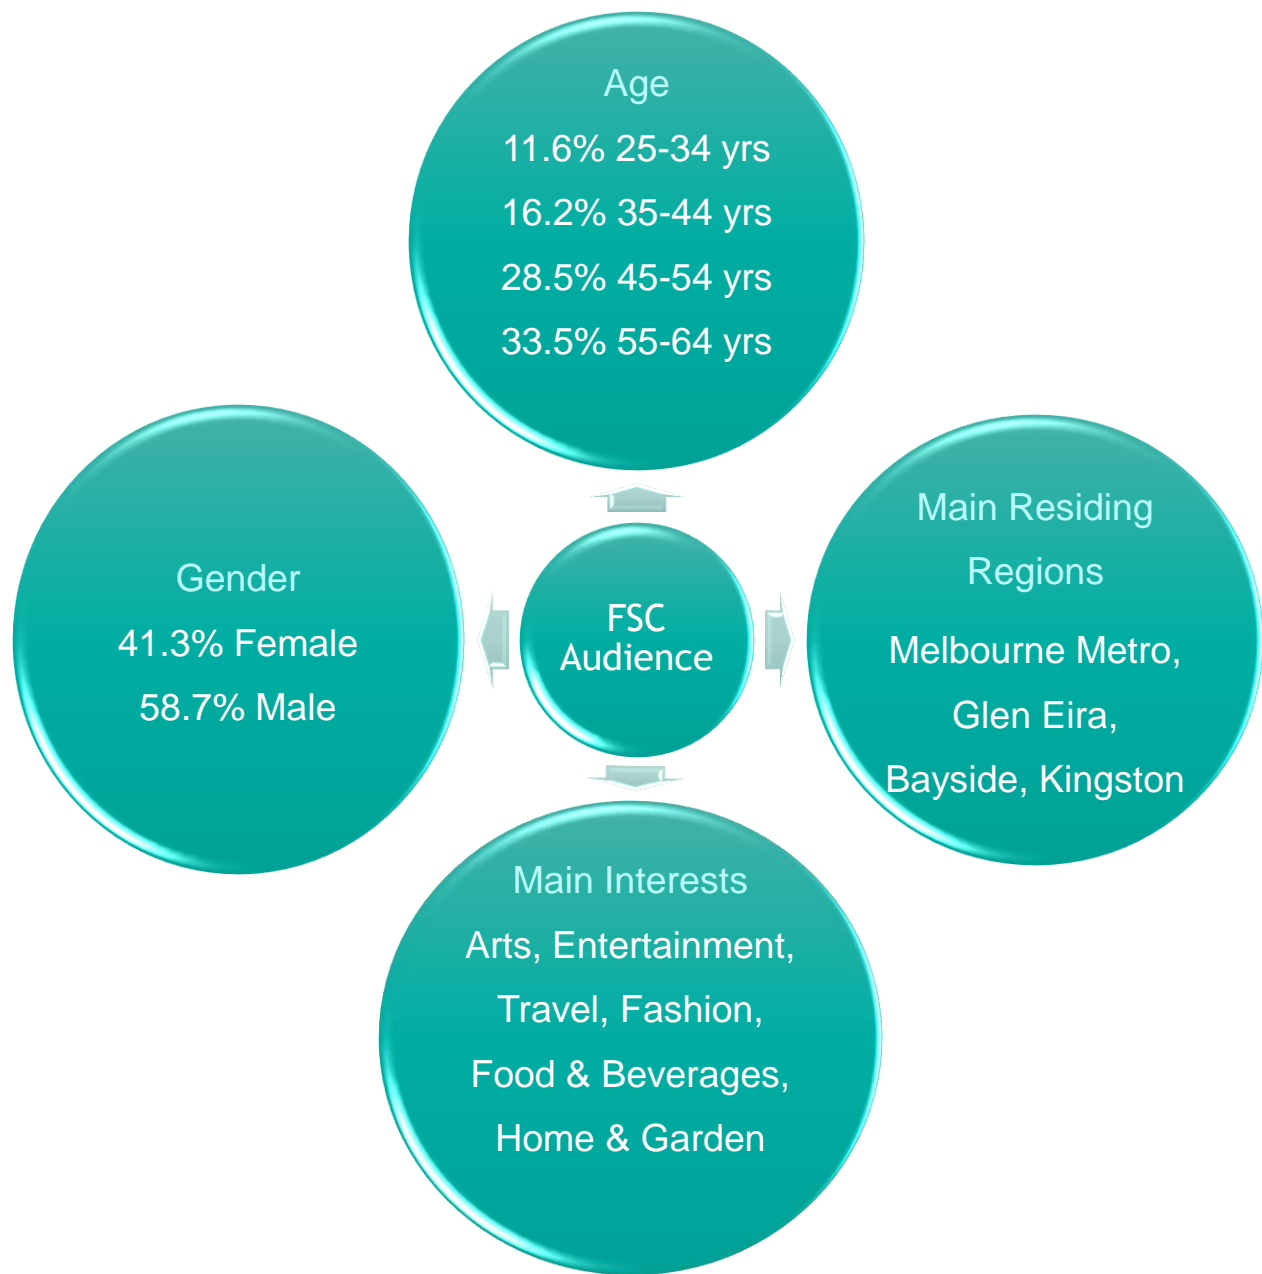 Age
11.6% 25-34 yrs
16.2% 35-44 yrs
28.5% 45-54 yrs
33.5% 55-64 yrs
Gender
41.3% Female
58.7% Male
FSC
Audience
Main Residing
Regions
Melbourne Metro,
Glen Eira,
Bayside, Kingston
Main Interests
Arts, Entertainment,
Travel, Fashion,
Food & Beverages,
Home & Garden